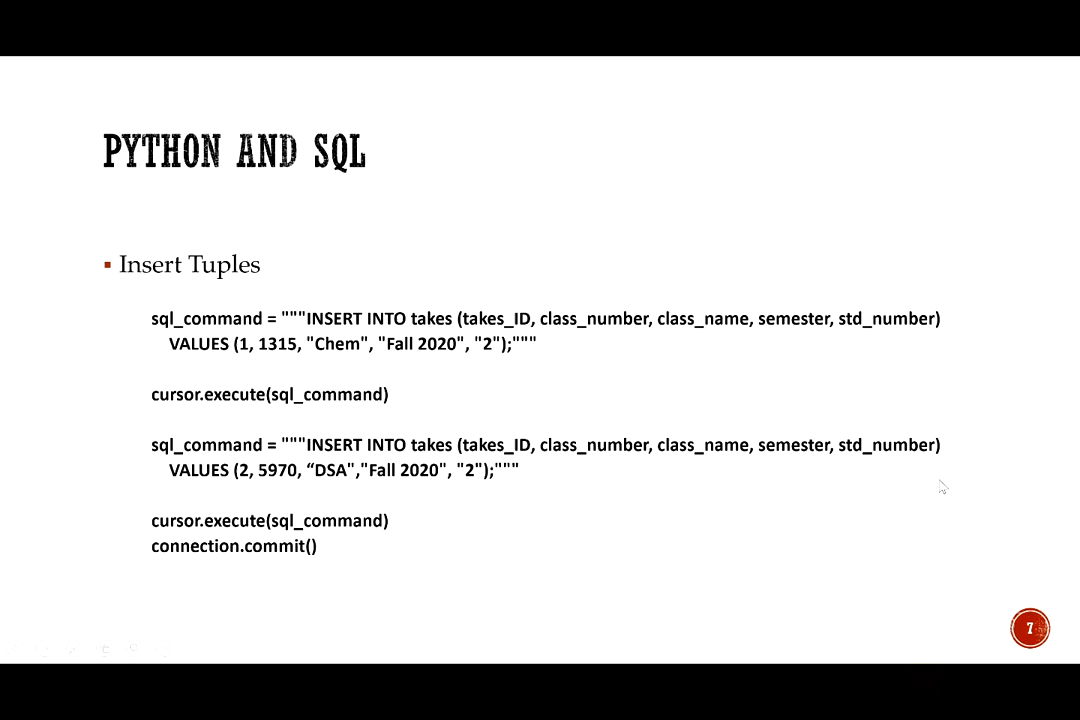 PYTHON AND SQL
▪ Insert Tuples
sql_command = """INSERT INTO takes (takes_ID, class_number, class_name, semester, std_number)
VALUES (1, 1315, "Chem", "Fall 2020", "2");"""
cursor.execute(sql_command)
sql_command = """INSERT INTO takes (takes_ID, class_number, class_name, semester, std_number)
VALUES (2, 5970, “DSA","Fall 2020", "2");"""
cursor.execute(sql_command)
connection.commit()
7